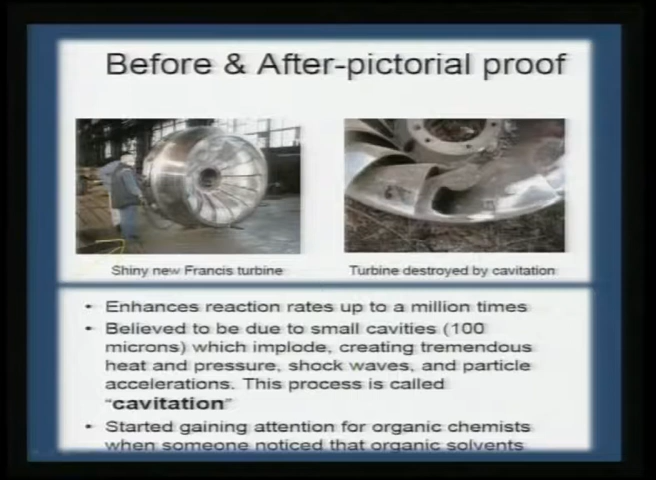 Before & After-pictorial proof
Shiny new Francis turbine
Turbine destroyed by cavitation
• Enhances reaction rates up to a million times
• Believed to be due to small cavities (100
microns) which implode, creating tremendous
heat and pressure, shock waves, and particle
accelerations. This process is called
“cavitation”
• Started gaining attention for organic chemists
when someone noticed that organic solvents